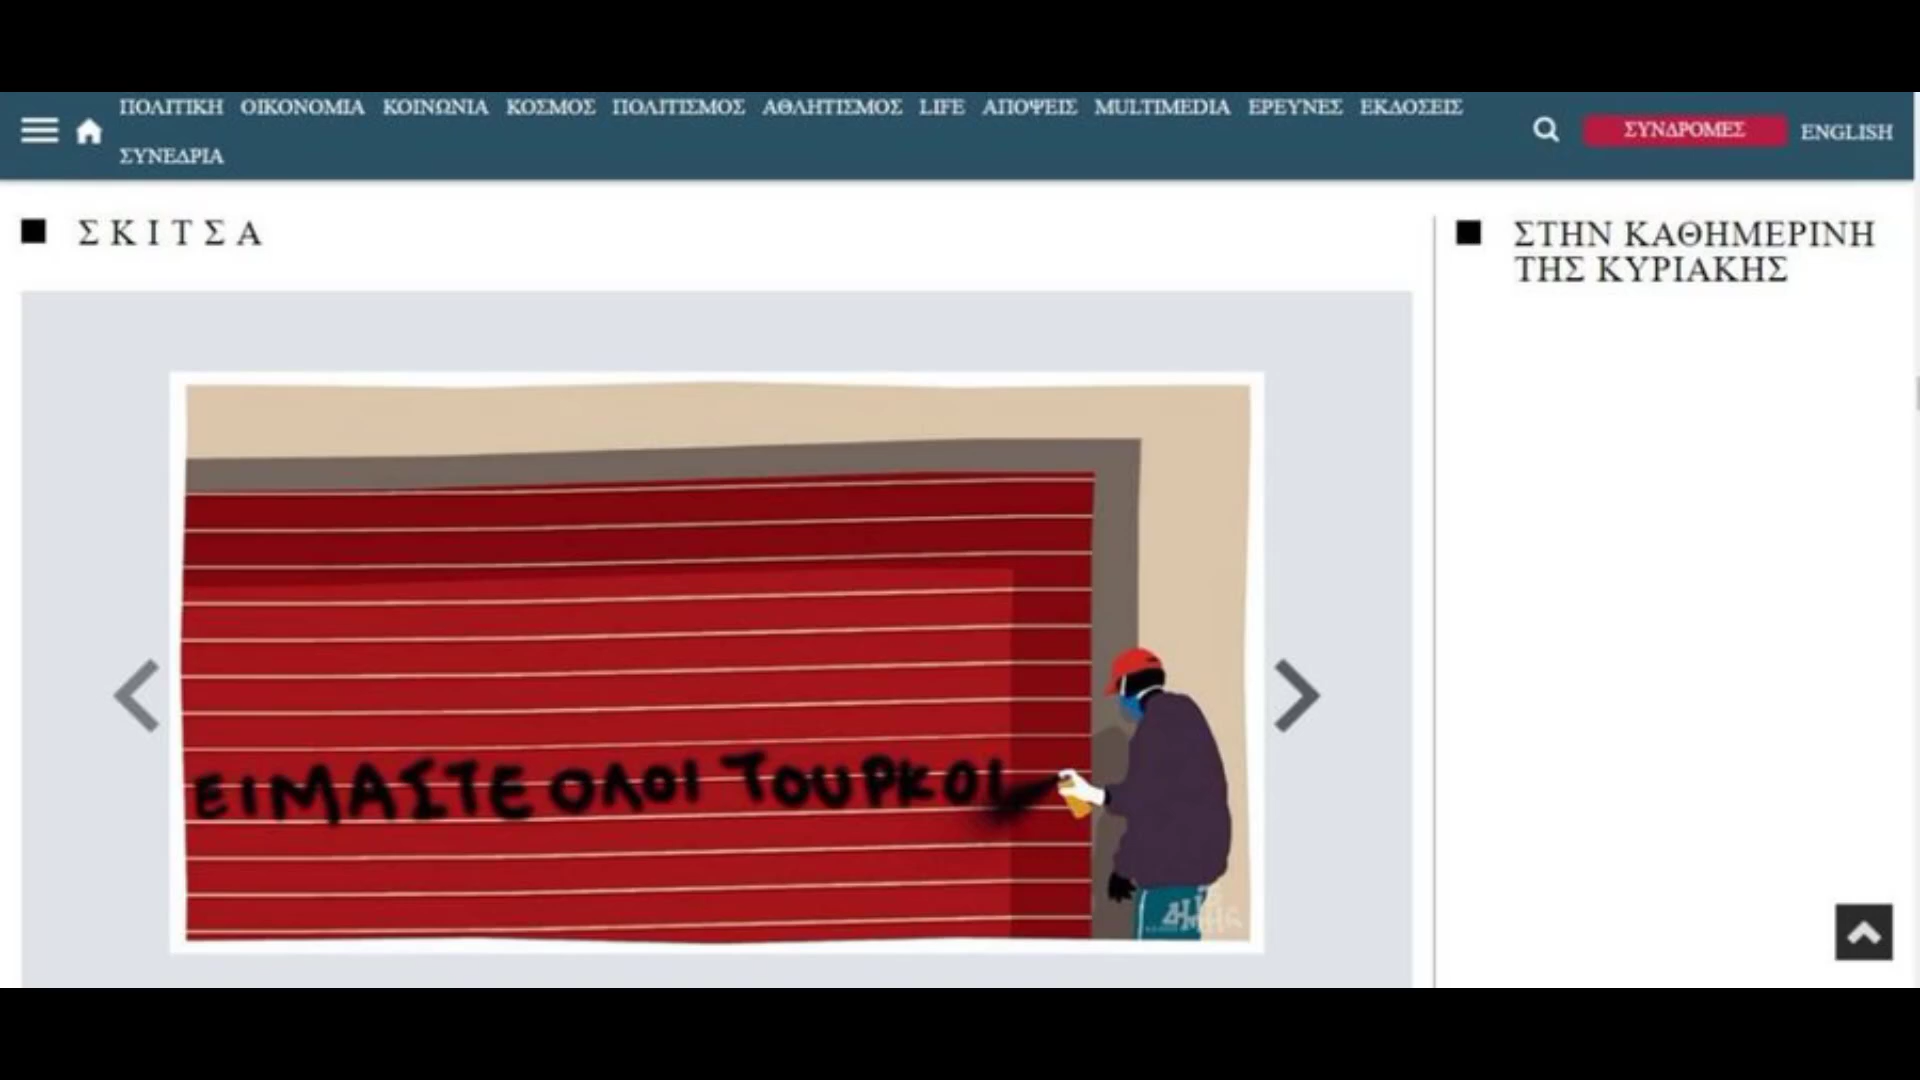 ΠΟΛΙΤΙΚΗ ΟΙΚΟΝΟΜΙΑ ΚΟΙΝΩΝΙΑ ΚΟΣΜΟΣ ΠΟΛΙΤΙΣΜΟΣ ΑΘΛΗΤΙΣΜΟΣ LIFE ΑΠΟΨΕΙΣ MULTIMEDIA ΕΡΕΥΝΕΣ ΕΚΔΟΣΕΙΣ
ΣΥΝΕΔΡΙΑ
ΣΥΝΔΡΟΜΕΣ ENGLISH
ΣΚΙΤΣΑ
ΣΤΗΝ ΚΑΘΗΜΕΡΙΝΗ
ΤΗΣ ΚΥΡΙΑΚΗΣ
ΕΙΜΑΣΤΕ ΟΛΟΙ ΤΟΥΡΚΟΙ